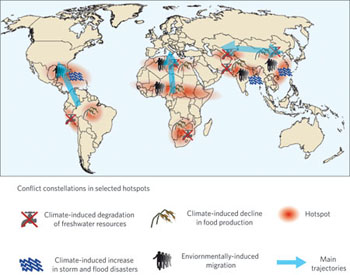 Conflict constellations in selected hotspots
Climate-induced degradation
of freshwater resources
Climate-induced decline
in food production
Hotspot
Climate-induced increase
in storm and flood disasters
Enviornmentally-induced
migration
Main
trajectories